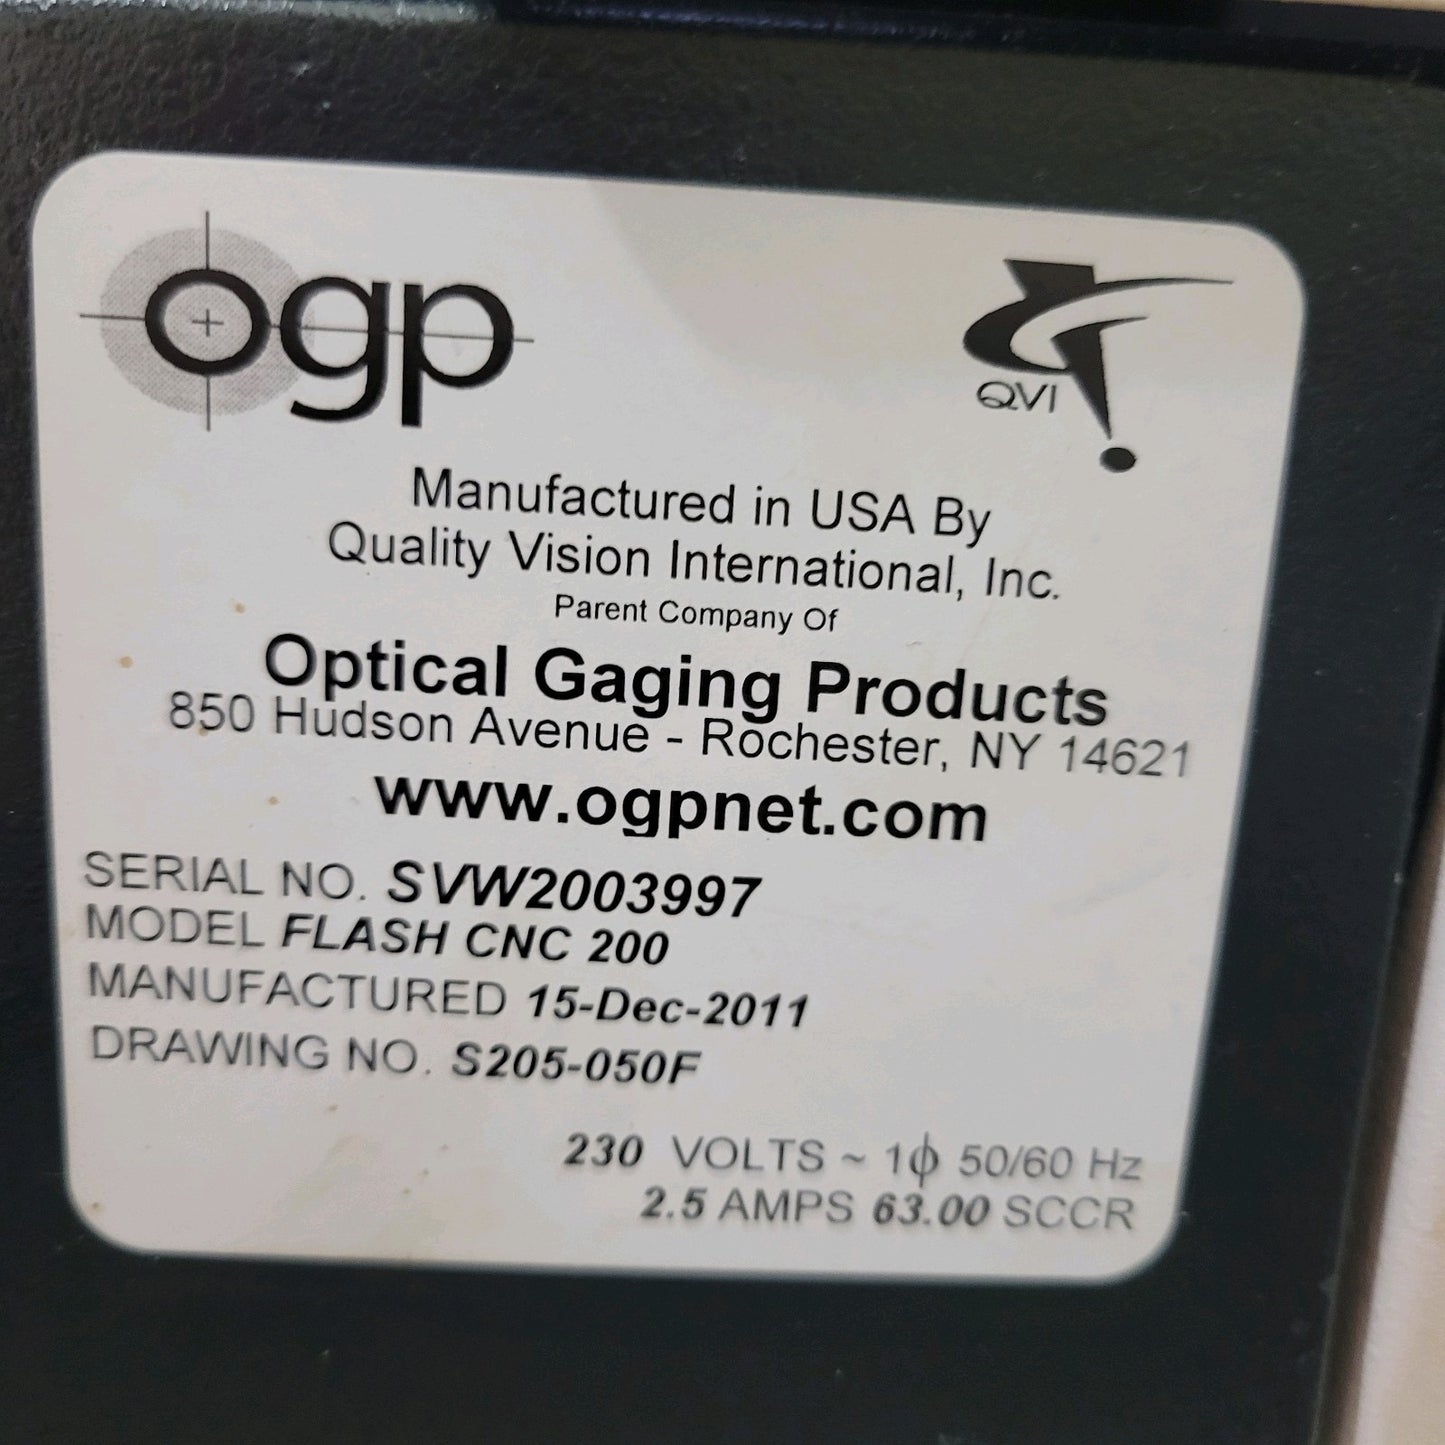 ogp
QVI
Manufactured in USA By
Quality Vision International, Inc.
Parent Company Of
Optical Gaging Products
850 Hudson Avenue - Rochester, NY 14621
www.ogpnet.com
SERIAL NO. SVW2003997
MODEL FLASH CNC 200
MANUFACTURED 15-Dec-2011
DRAWING NO. S205-050F
230 VOLTS ~ 1ϕ 50/60 Hz
2.5 AMPS 63.00 SCCR